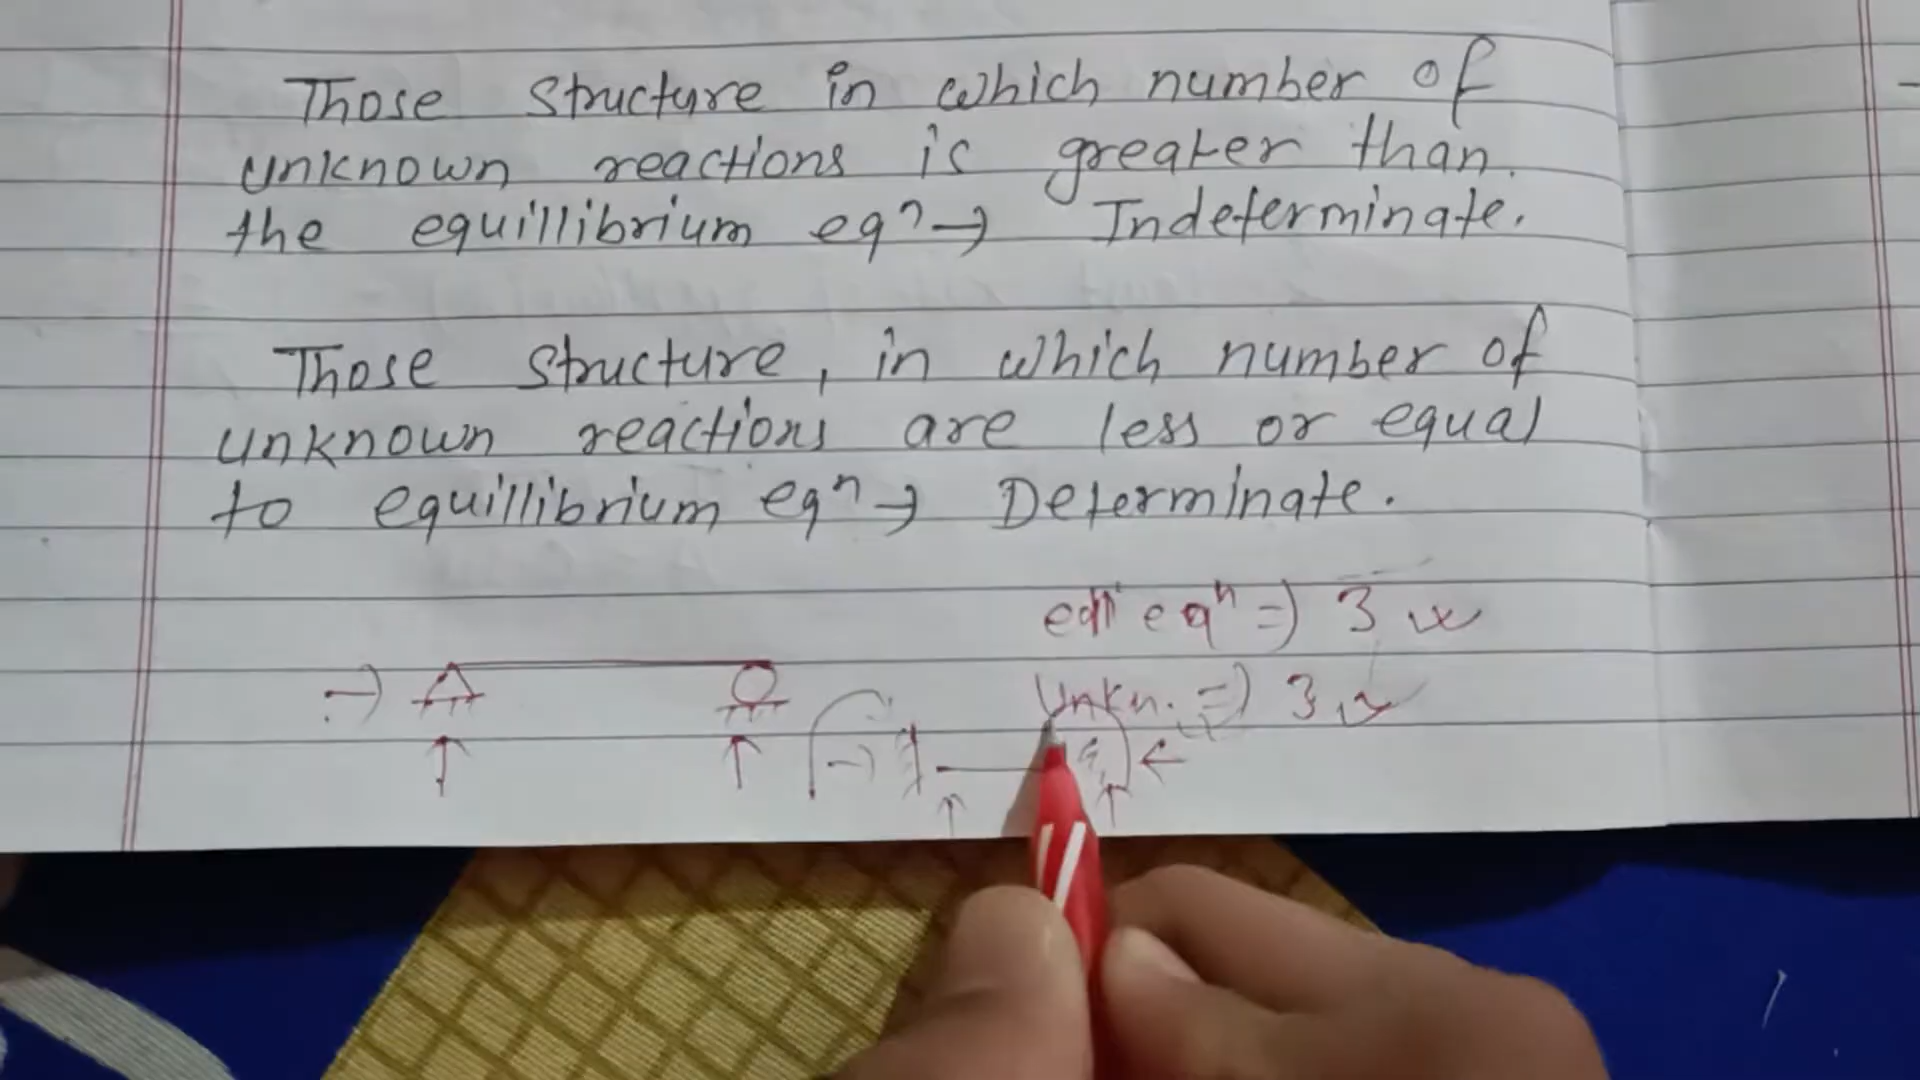 Those structure in which number of
unknown reactions is greater than
the equillibrium eqⁿ → Indeterminate.
Those structure, in which number of
unknown reactions are less or equal
to equillibrium eqⁿ → Determinate.
eqⁿ => 3
Unkn. => 3